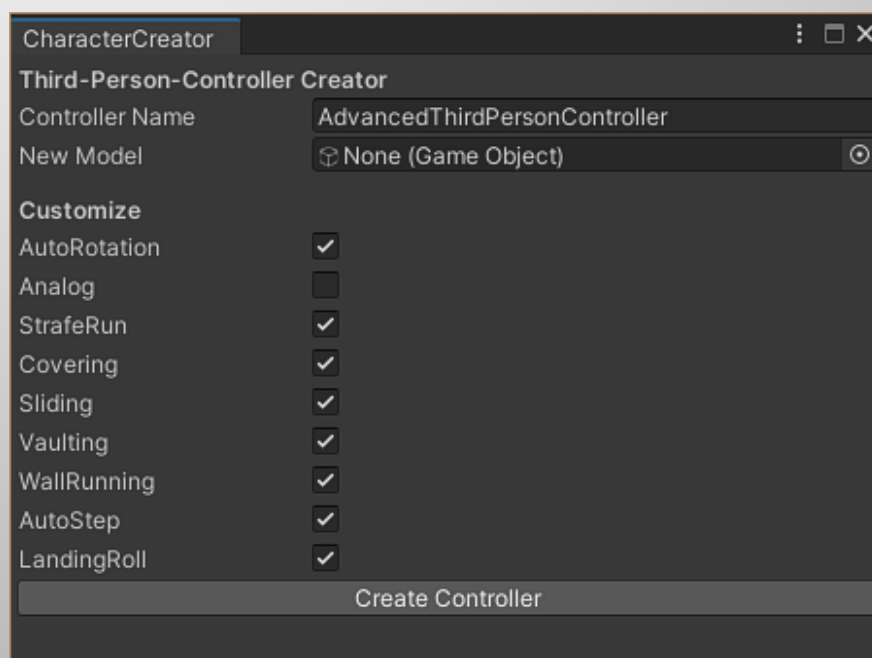 CharacterCreator
Third-Person-Controller Creator
Controller Name AdvancedThirdPersonController
New Model None (Game Object)
Customize
AutoRotation
Analog
StrafeRun
Covering
Sliding
Vaulting
WallRunning
AutoStep
LandingRoll
Create Controller